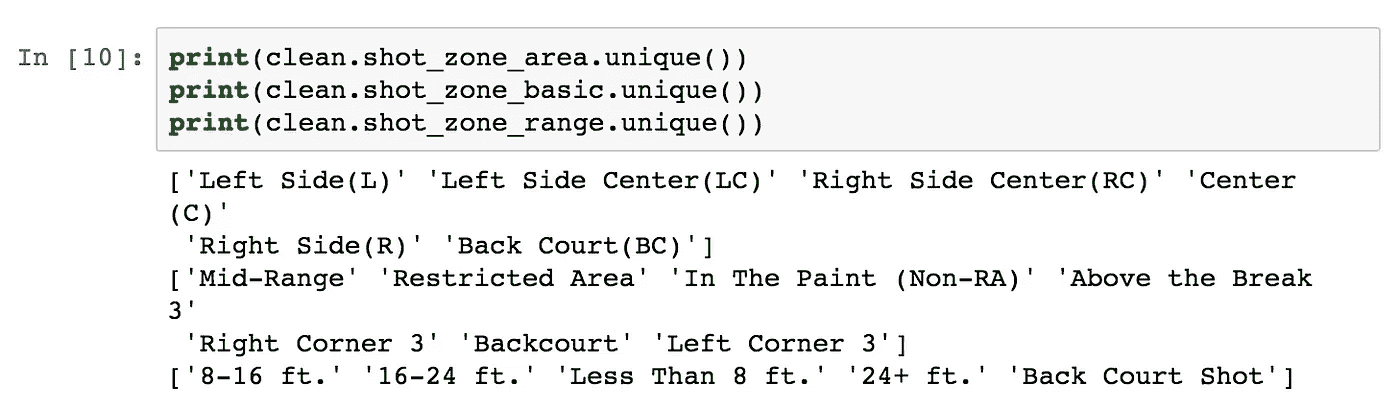 In [10]: print(clean.shot_zone_area.unique())
print(clean.shot_zone_basic.unique())
print(clean.shot_zone_range.unique())
['Left Side(L)' 'Left Side Center(LC)' 'Right Side Center(RC)' 'Center
(C)'
 'Right Side(R)' 'Back Court(BC)']
['Mid-Range' 'Restricted Area' 'In The Paint (Non-RA)' 'Above the Break
3'
 'Right Corner 3' 'Backcourt' 'Left Corner 3']
['8-16 ft.' '16-24 ft.' 'Less Than 8 ft.' '24+ ft.' 'Back Court Shot']